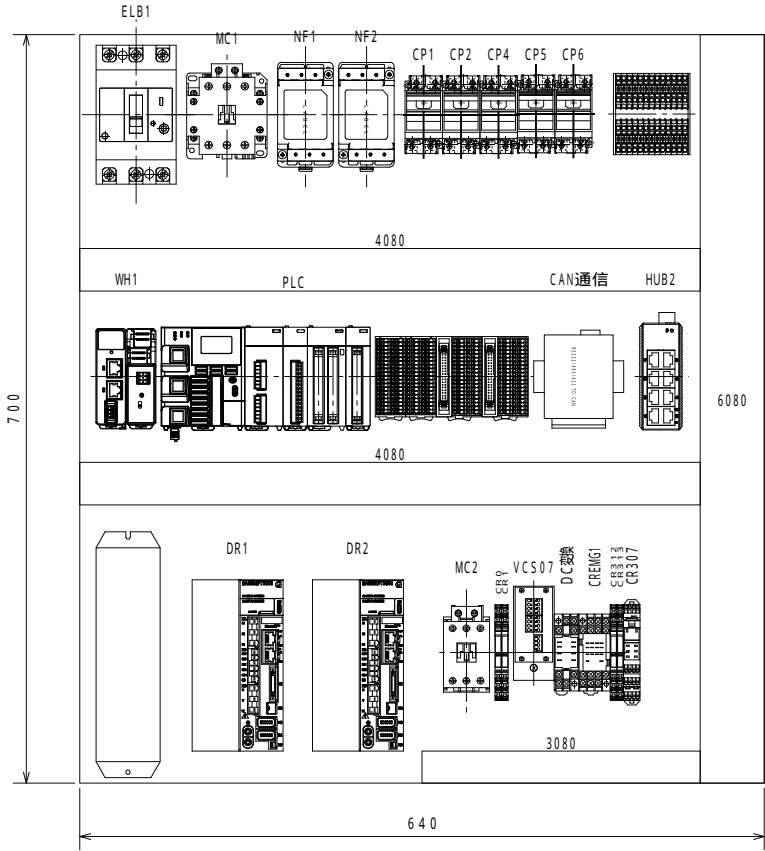 ELB1
MC1
NF1
NF2
CP1
CP2
CP4
CP5
CP6
4080
WH1
PLC
CAN通信
HUB2
700
6080
4080
DR1
DR2
MC2
CR0
CR1
VCS07
DC変換
CREMG1
CR312
CR313
CR307
3080
640